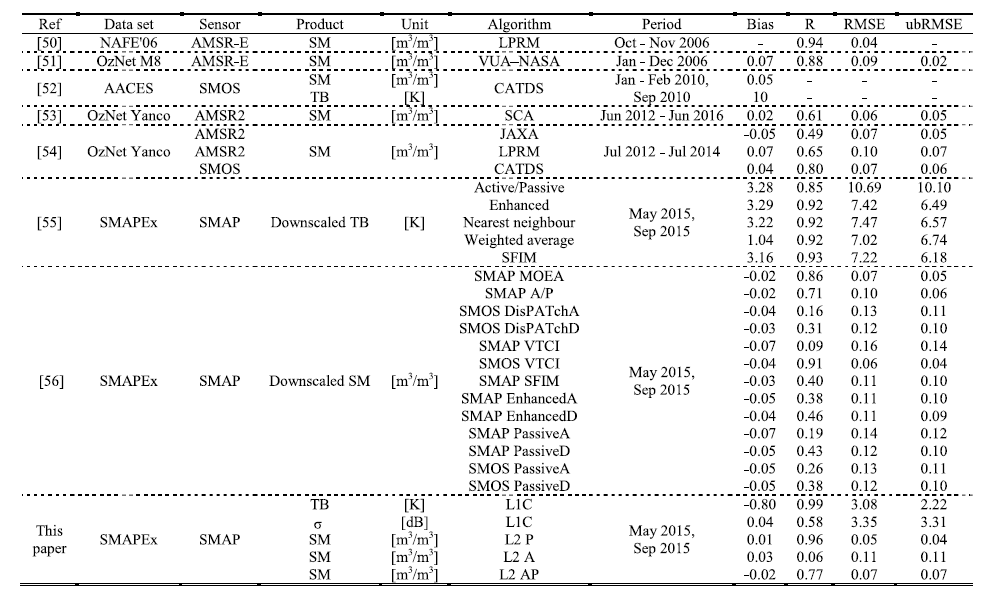 Ref Data set Sensor Product Unit Algorithm Period Bias R RMSE ubRMSE
[50] NAFE'06 AMSR-E SM [m³/m³] LPRM Oct - Nov 2006 - 0.94 0.04 -
[51] OzNet M8 AMSR-E SM [m³/m³] VUA–NASA Jan - Dec 2006 0.07 0.88 0.09 0.02
[52] AACES SMOS SM [m³/m³] CATDS Jan - Feb 2010, 0.05 - - -
TB [K] Sep 2010 10 - - -
[53] OzNet Yanco AMSR2 SM [m³/m³] SCA Jun 2012 - Jun 2016 0.02 0.61 0.06 0.05
AMSR2 JAXA -0.05 0.49 0.07 0.05
[54] OzNet Yanco AMSR2 SM [m³/m³] LPRM Jul 2012 - Jul 2014 0.07 0.65 0.10 0.07
SMOS CATDS 0.04 0.80 0.07 0.06
Active/Passive 3.28 0.85 10.69 10.10
Enhanced 3.29 0.92 7.42 6.49
[55] SMAPEx SMAP Downscaled TB [K] Nearest neighbour May 2015, Sep 2015 3.22 0.92 7.47 6.57
Weighted average 1.04 0.92 7.02 6.74
SFIM 3.16 0.93 7.22 6.18
SMAP MOEA -0.02 0.86 0.07 0.05
SMAP A/P -0.02 0.71 0.10 0.06
SMOS DisPATchA -0.04 0.16 0.13 0.11
SMOS DisPATchD -0.03 0.31 0.12 0.10
SMAP VTCI -0.07 0.09 0.16 0.14
SMOS VTCI -0.04 0.91 0.06 0.04
[56] SMAPEx SMAP Downscaled SM [m³/m³] SMAP SFIM May 2015, Sep 2015 -0.03 0.40 0.11 0.10
SMAP EnhancedA -0.05 0.38 0.11 0.10
SMAP EnhancedD -0.04 0.46 0.11 0.09
SMAP PassiveA -0.07 0.19 0.14 0.12
SMAP PassiveD -0.05 0.43 0.12 0.10
SMOS PassiveA -0.05 0.26 0.13 0.11
SMOS PassiveD -0.05 0.38 0.12 0.10
TB [K] L1C -0.80 0.99 3.08 2.22
σ [dB] L1C 0.04 0.58 3.35 3.31
This paper SMAPEx SMAP SM [m³/m³] L2 P May 2015, Sep 2015 0.01 0.96 0.05 0.04
SM [m³/m³] L2 A 0.03 0.06 0.11 0.11
SM [m³/m³] L2 AP -0.02 0.77 0.07 0.07